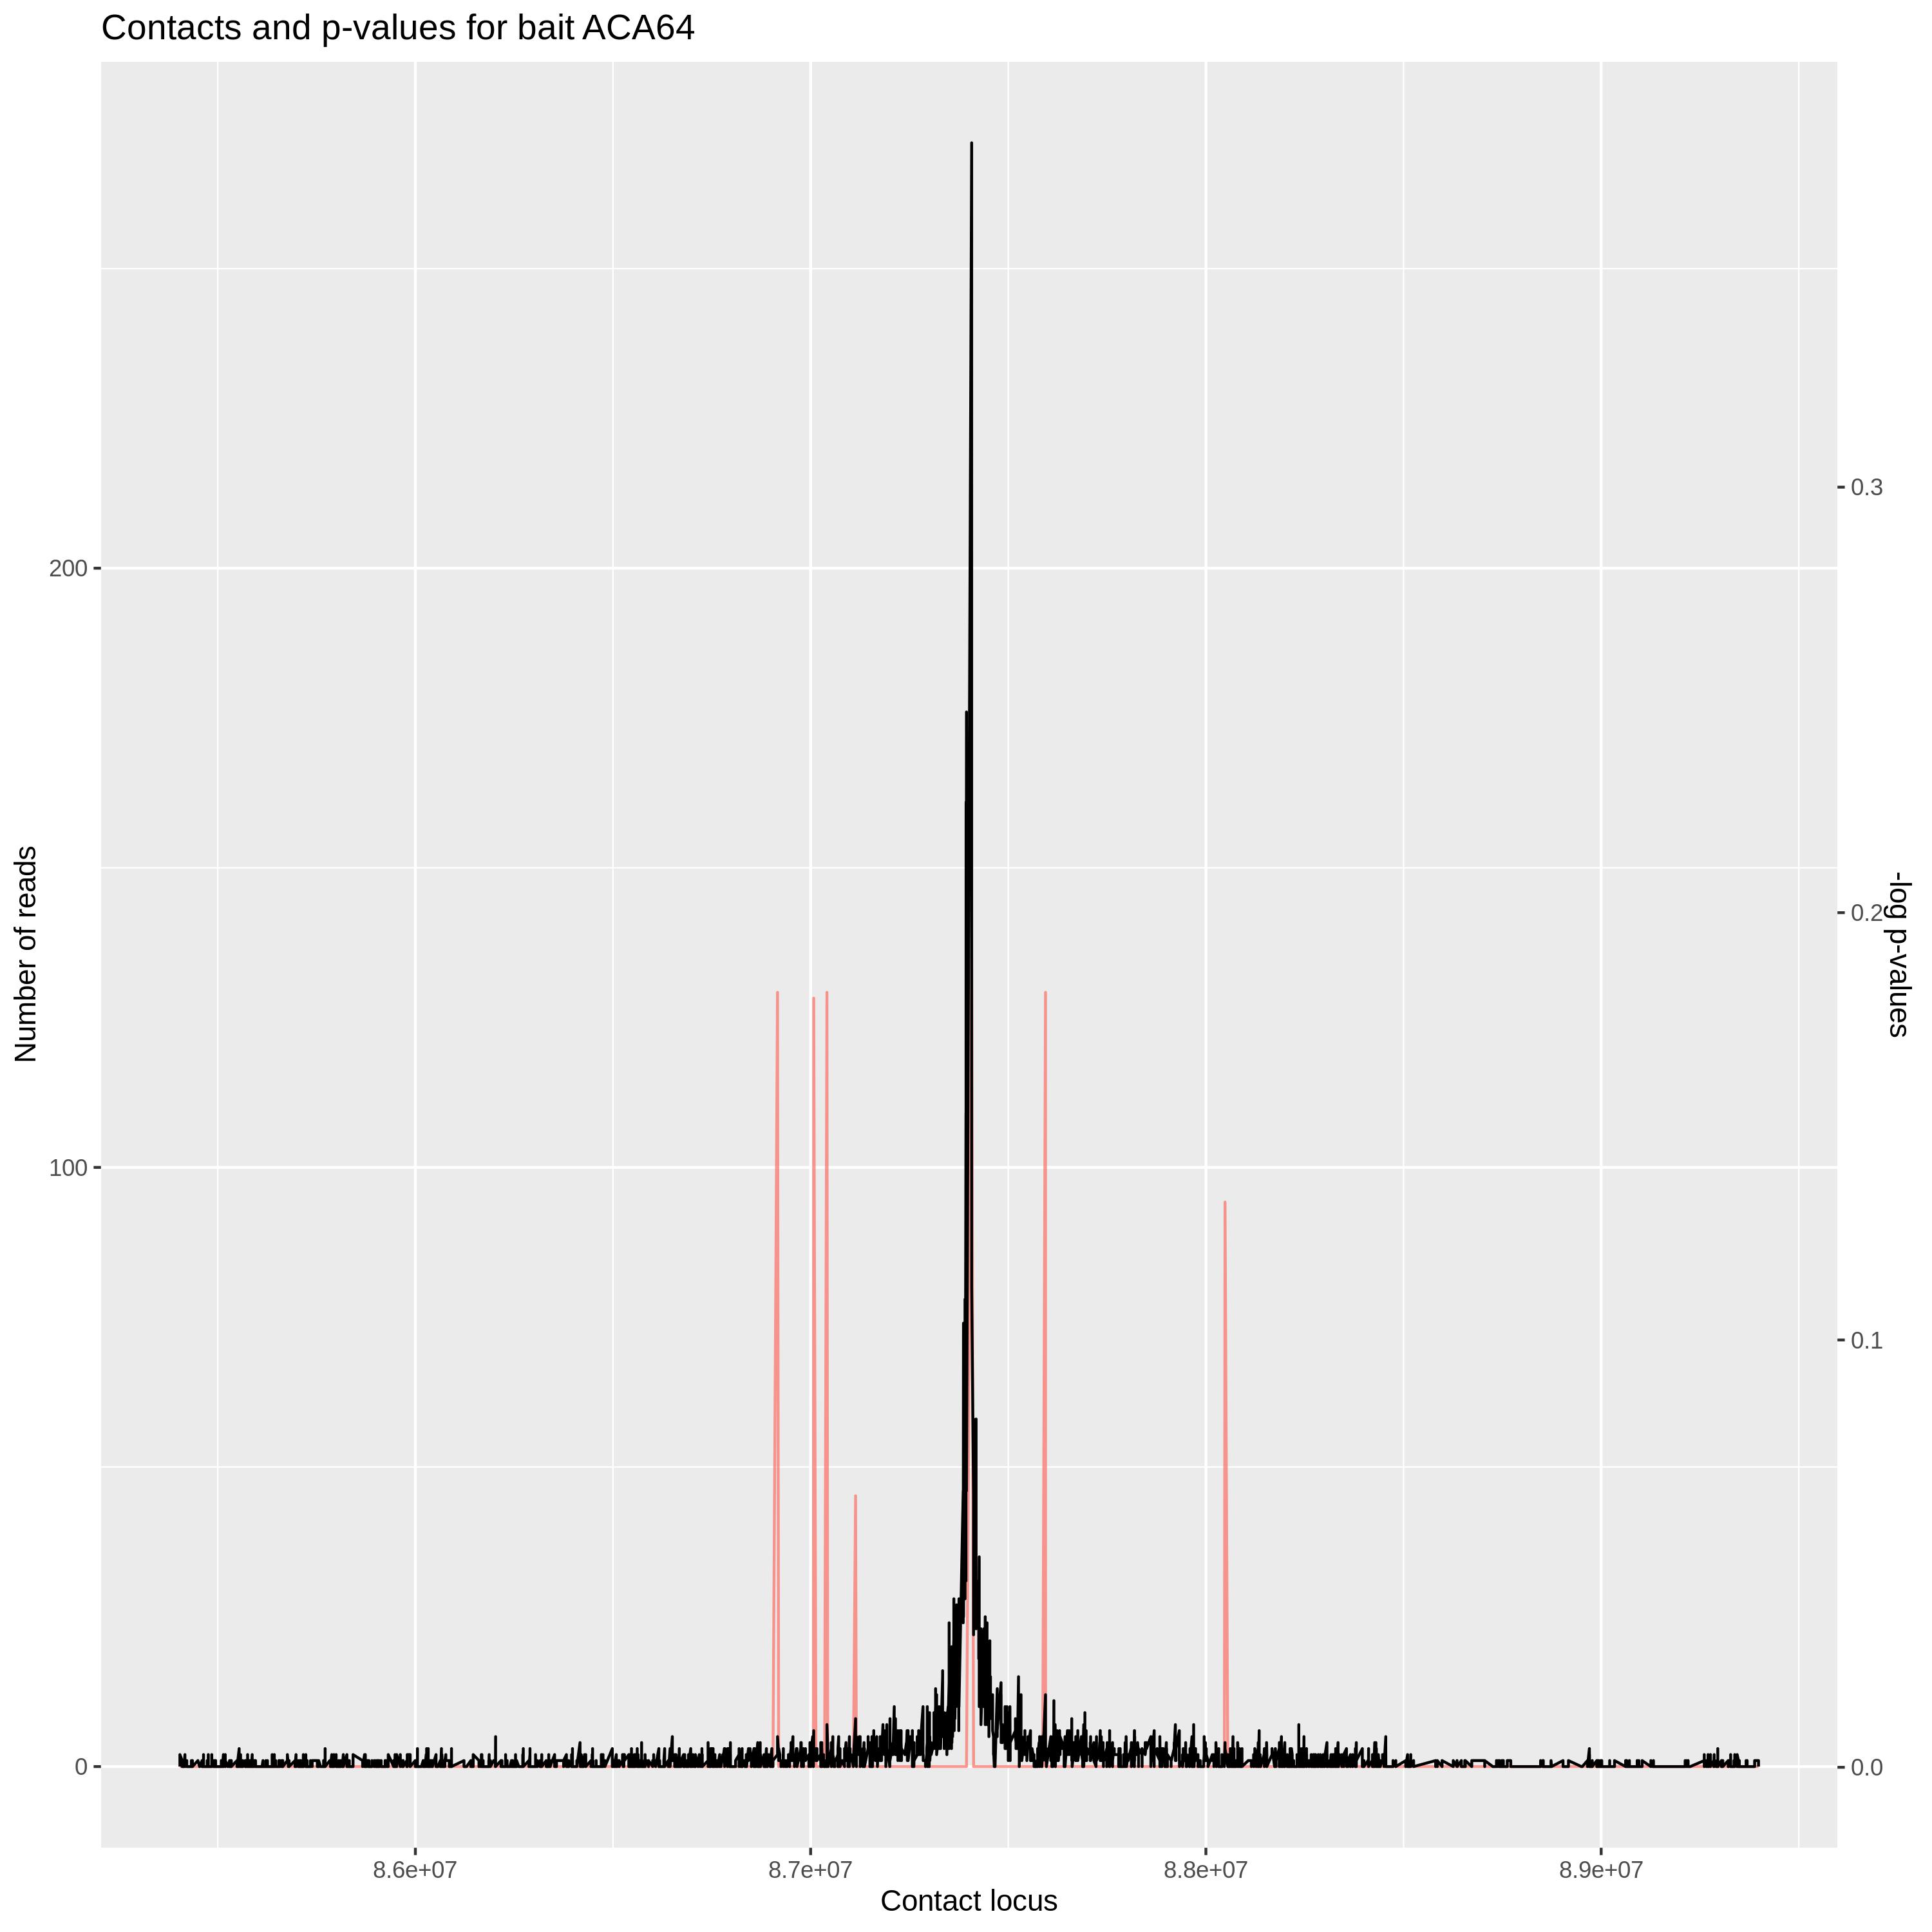 Contacts and p-values for bait ACA64
Number of reads
200
100
0
0.3
0.2
0.1
0.0
-log p-values
8.6e+07
8.7e+07
8.8e+07
8.9e+07
Contact locus